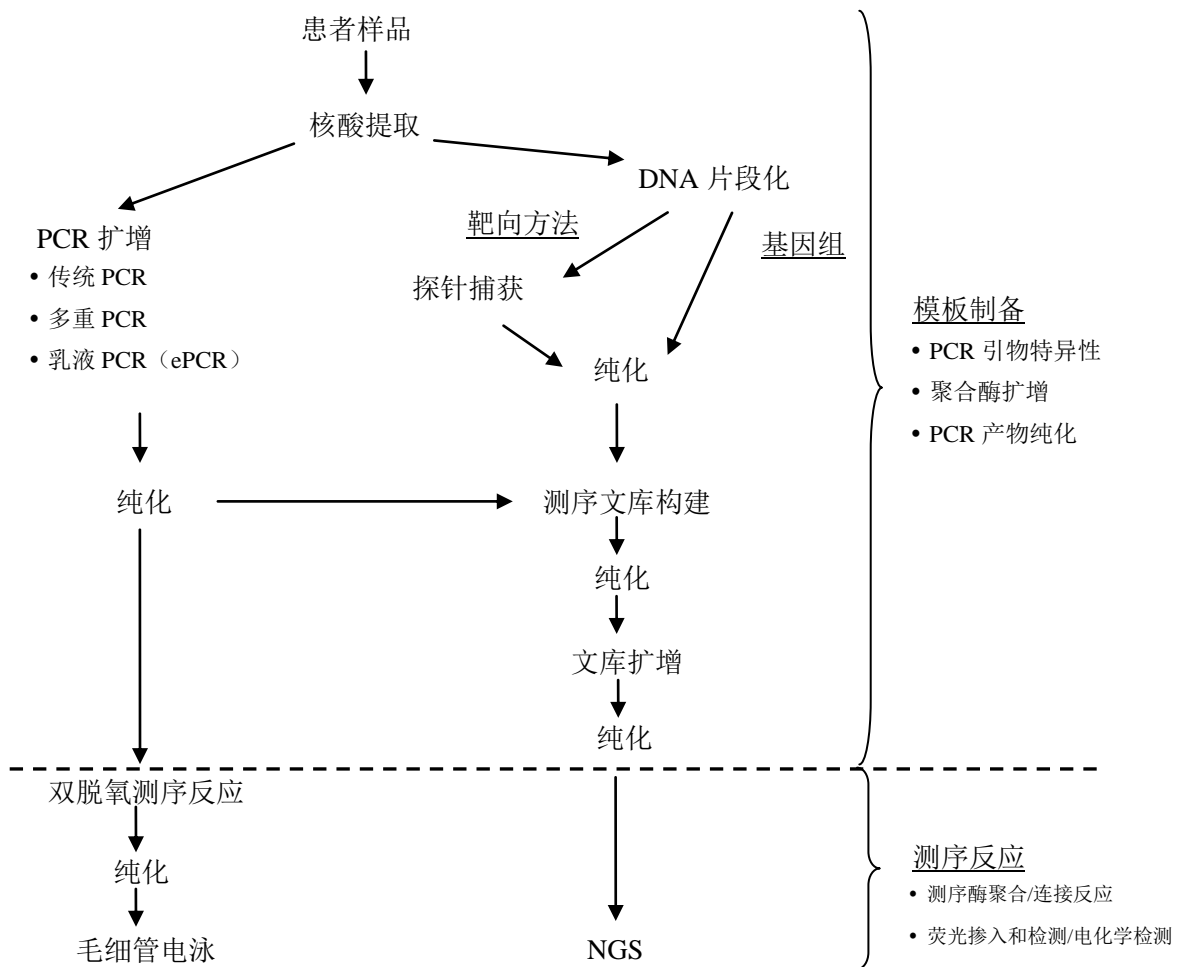 患者样品
核酸提取
DNA 片段化
靶向方法
基因组
PCR 扩增
• 传统 PCR
• 多重 PCR
• 乳液 PCR（ePCR）
探针捕获
纯化
纯化
测序文库构建
纯化
文库扩增
纯化
模板制备
• PCR 引物特异性
• 聚合酶扩增
• PCR 产物纯化
双脱氧测序反应
纯化
毛细管电泳
NGS
测序反应
• 测序酶聚合/连接反应
• 荧光掺入和检测/电化学检测